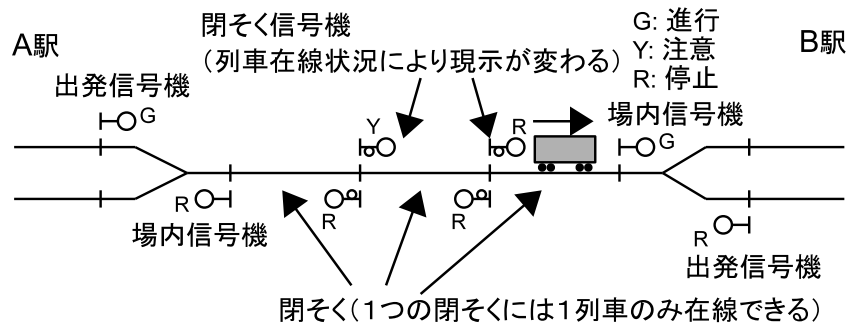 閉そく信号機
(列車在線状況により現示が変わる)
G: 進行
Y: 注意
R: 停止
A駅
B駅
出発信号機
G
Y
R
場内信号機
G
R
場内信号機
R
R
R
出発信号機
閉そく(1つの閉そくには1列車のみ在線できる)